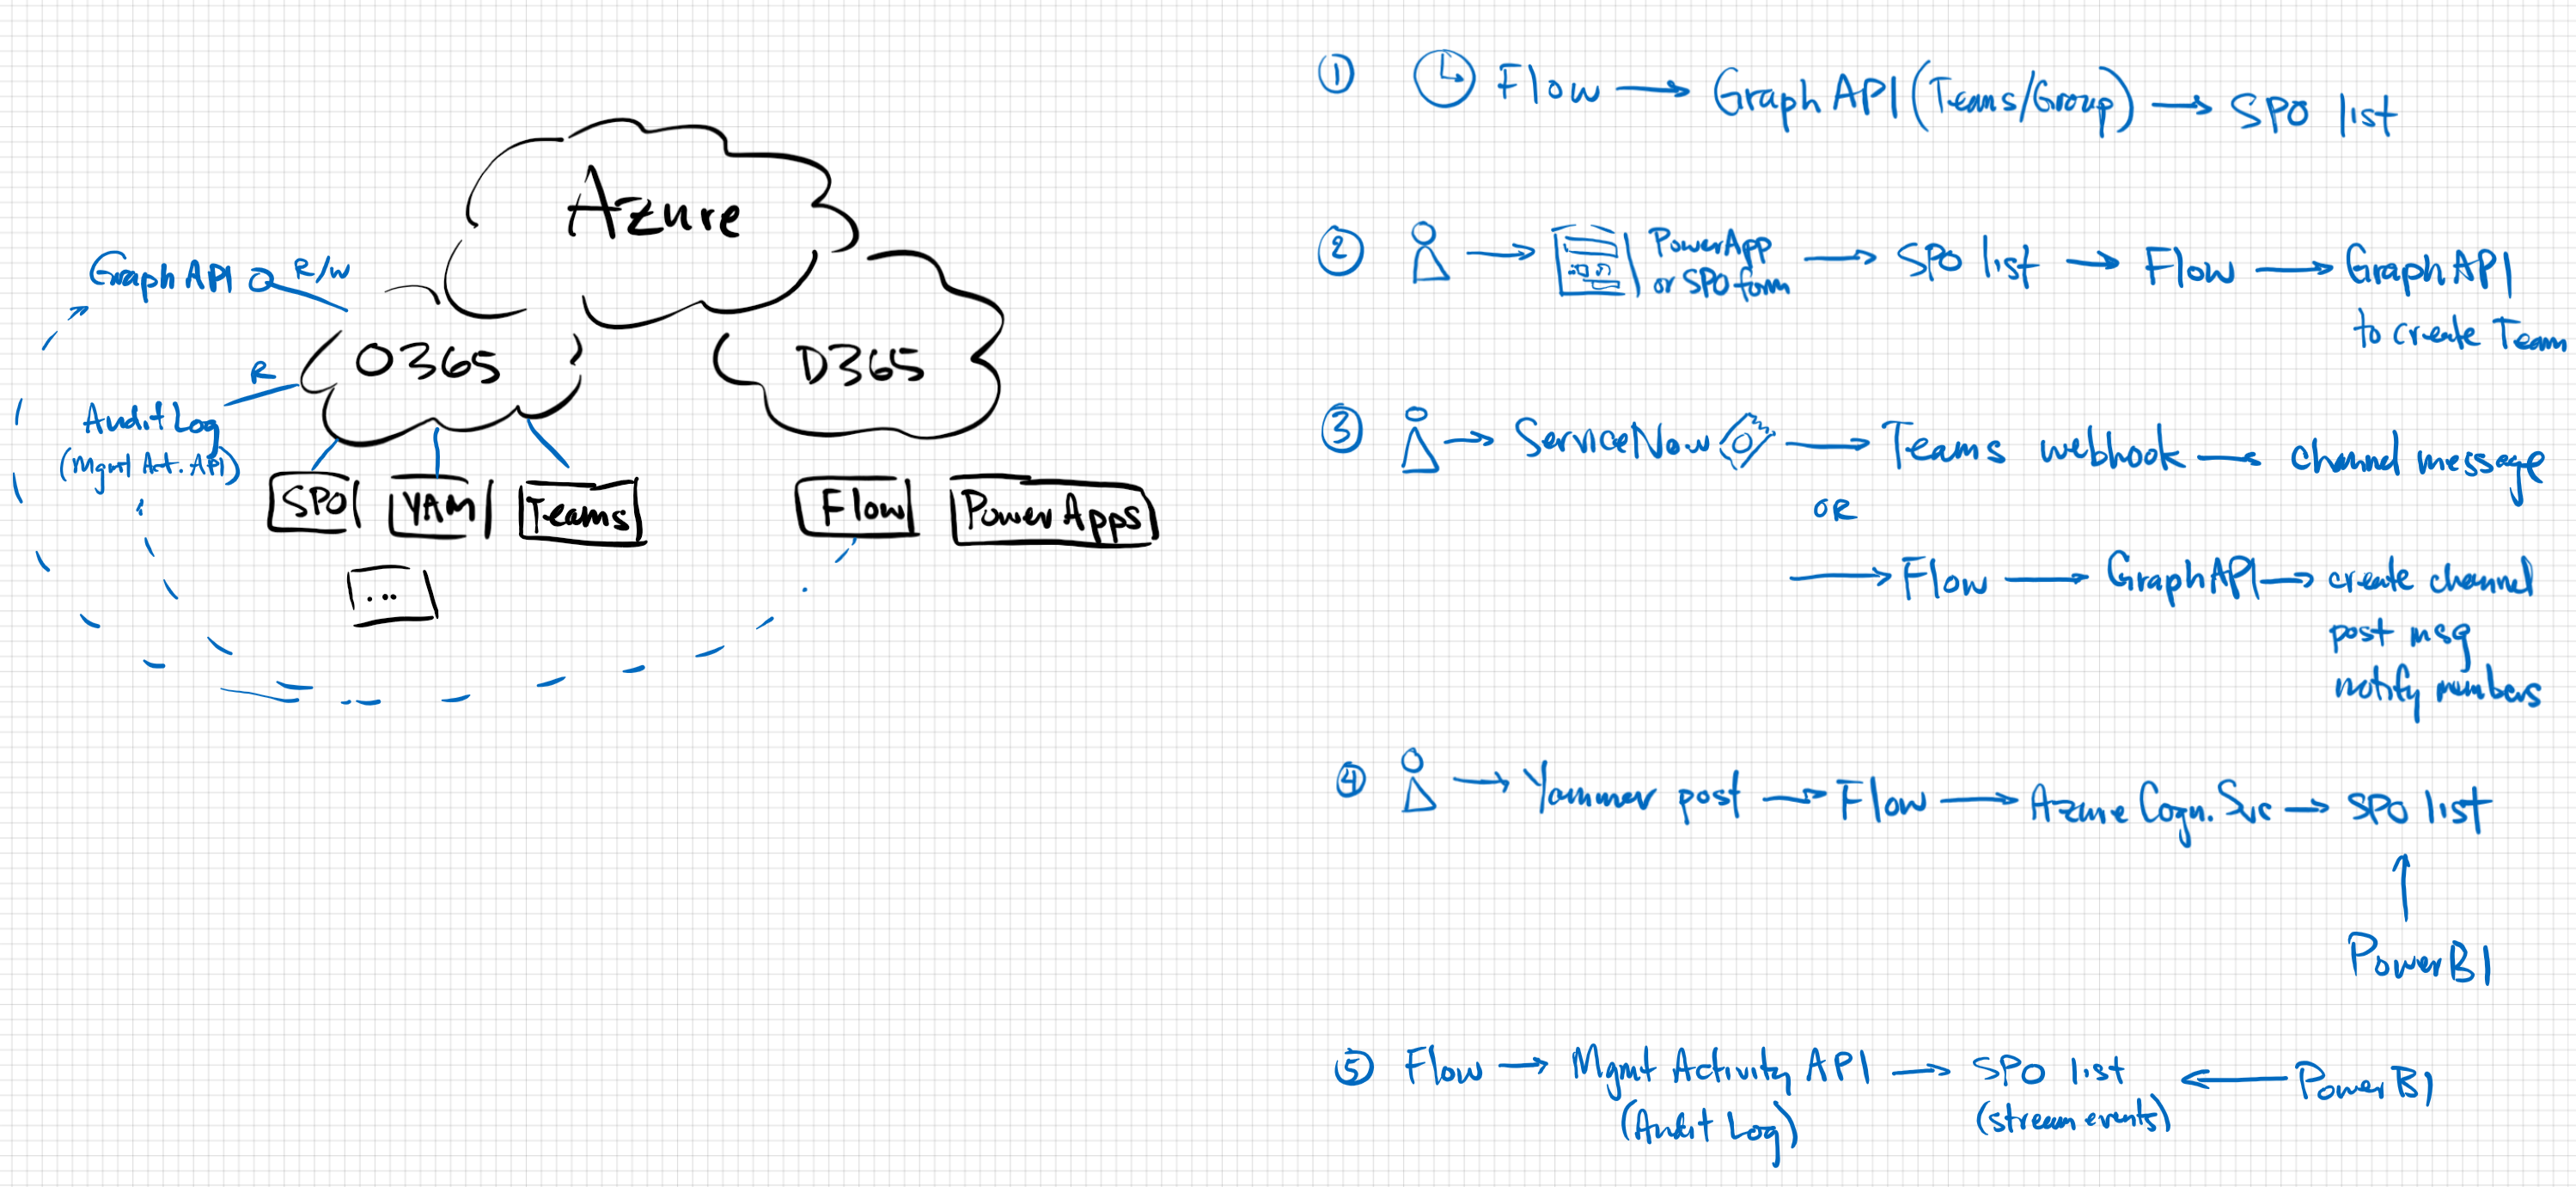 Azure
Graph API R/W
O365
D365
R
Audit Log
(Mgmt Act. API)
SPO
YAM
Teams
Flow
PowerApps
...
① Flow → Graph API (Teams/Group) → SPO list
② → PowerApp
or SPO form → SPO list → Flow → Graph API
to create Team
③ → ServiceNow → Teams webhook → channel message
OR
→ Flow → Graph API → create channel
post msg
notify members
④ → Yammer post → Flow → Azure Cogn. Svc → SPO list
↑
PowerBI
⑤ Flow → Mgmt Activity API → SPO list ← PowerBI
(Audit Log) (stream events)